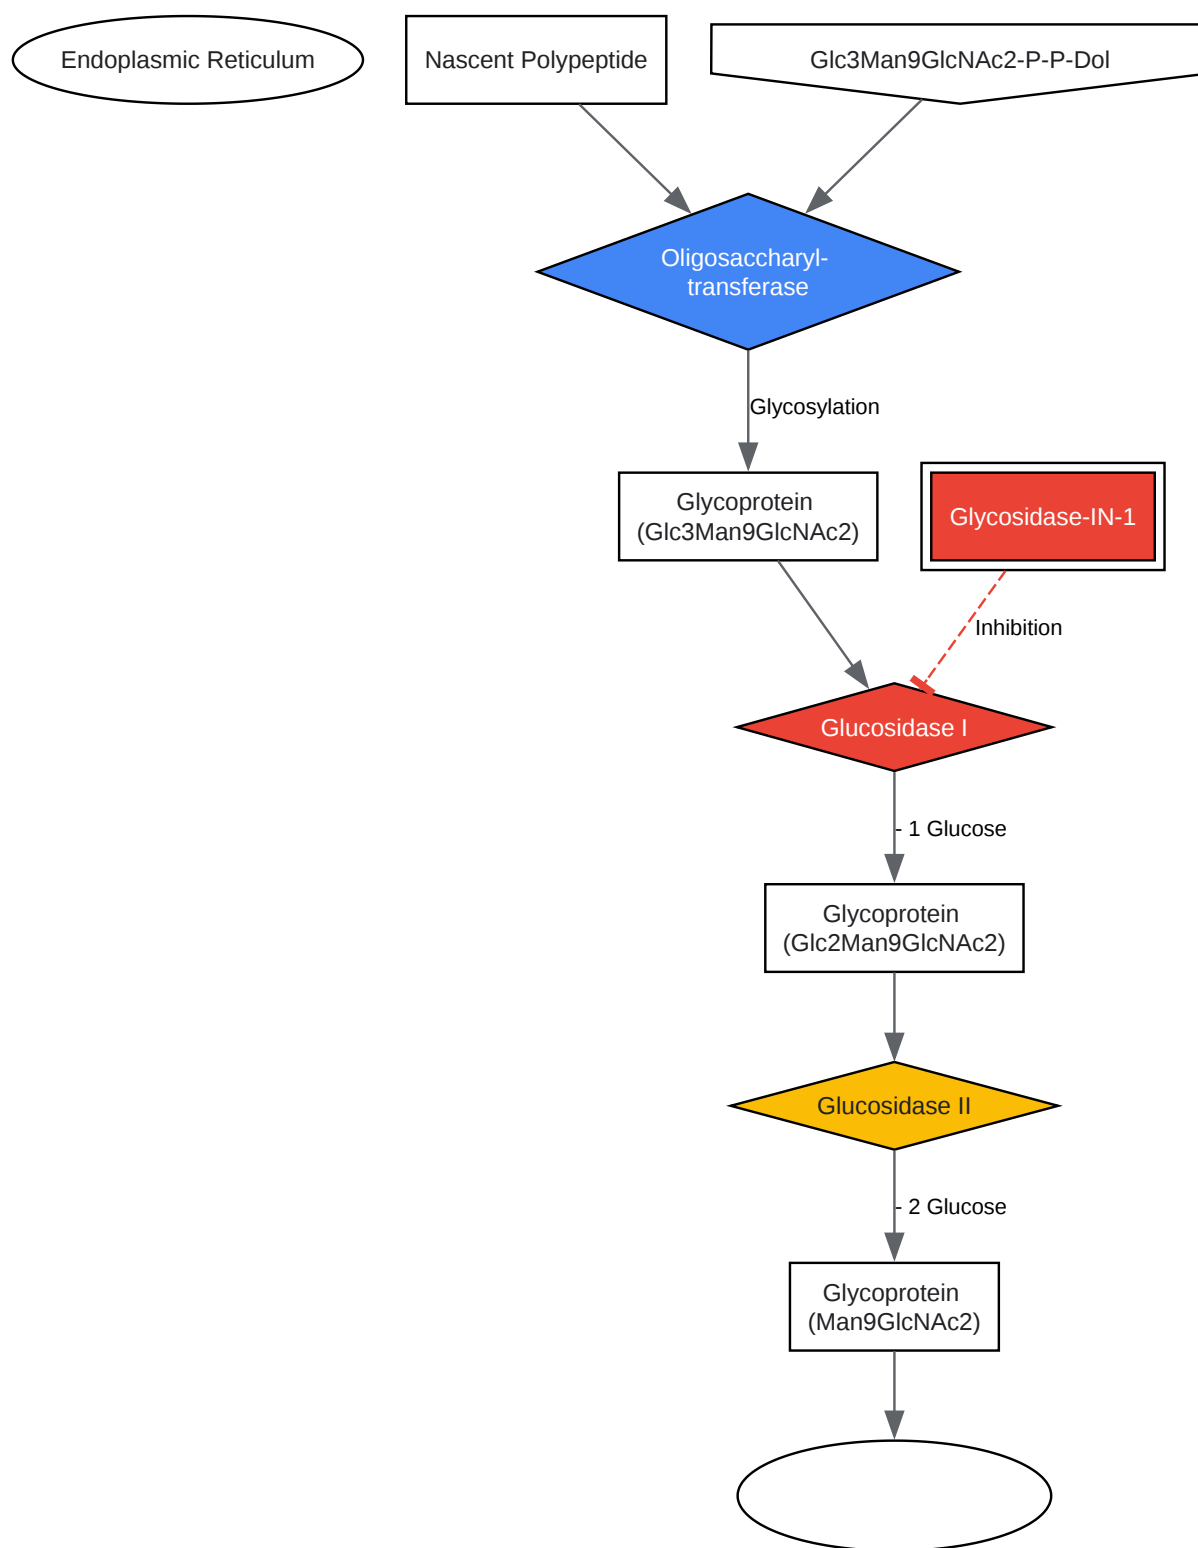 Endoplasmic Reticulum
Nascent Polypeptide
Glc3Man9GlcNAc2-P-P-Dol
Oligosaccharyl-
transferase
Glycosylation
Glycoprotein
(Glc3Man9GlcNAc2)
Glycosidase-IN-1
Inhibition
Glucosidase I
- 1 Glucose
Glycoprotein
(Glc2Man9GlcNAc2)
Glucosidase II
- 2 Glucose
Glycoprotein
(Man9GlcNAc2)